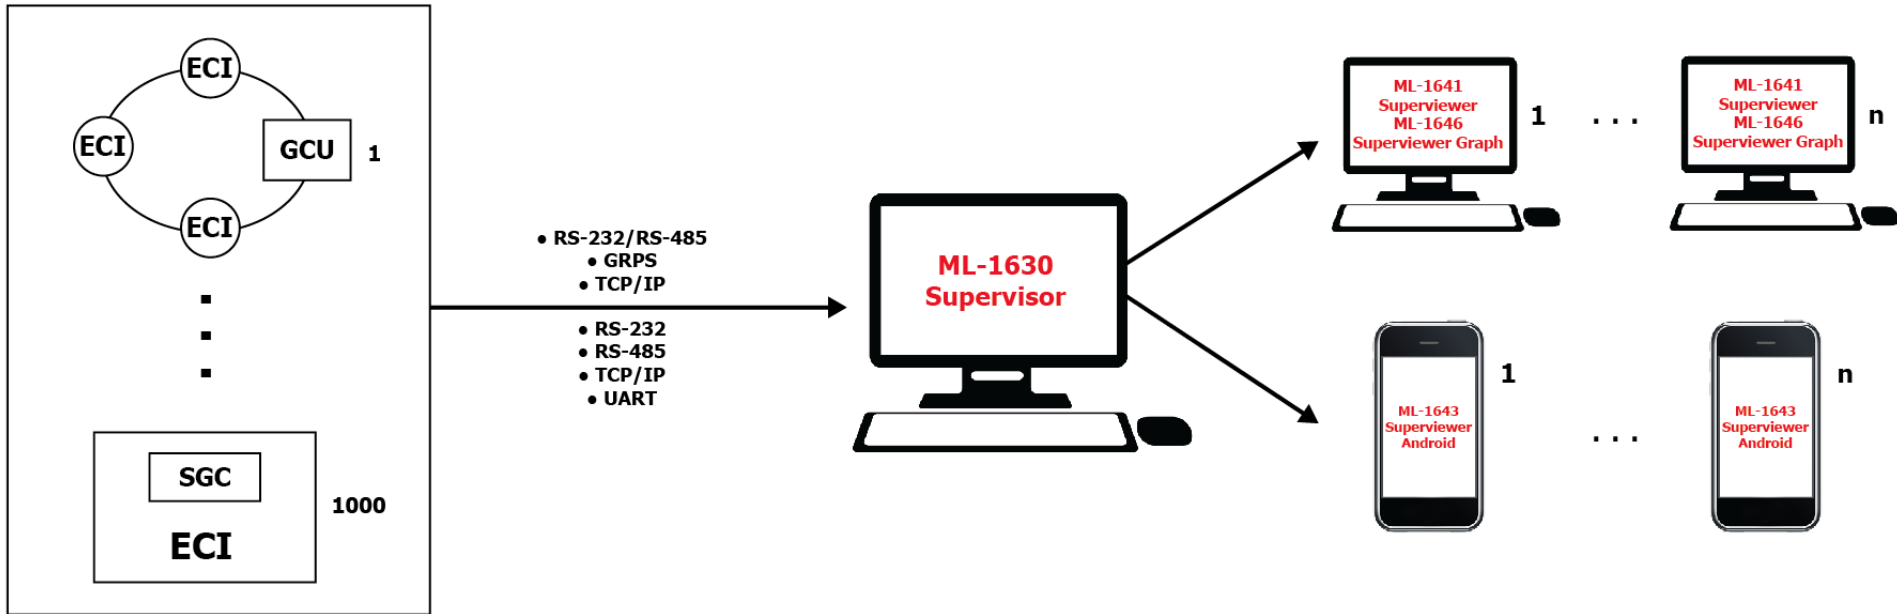 ECI
ECI
GCU
1
ECI
SGC
ECI
1000
● RS-232/RS-485
● GRPS
● TCP/IP
● RS-232
● RS-485
● TCP/IP
● UART
ML-1630
Supervisor
ML-1641
Superviewer
ML-1646
Superviewer Graph
1
. . .
ML-1641
Superviewer
ML-1646
Superviewer Graph
n
ML-1643
Superviewer
Android
1
. . .
ML-1643
Superviewer
Android
n